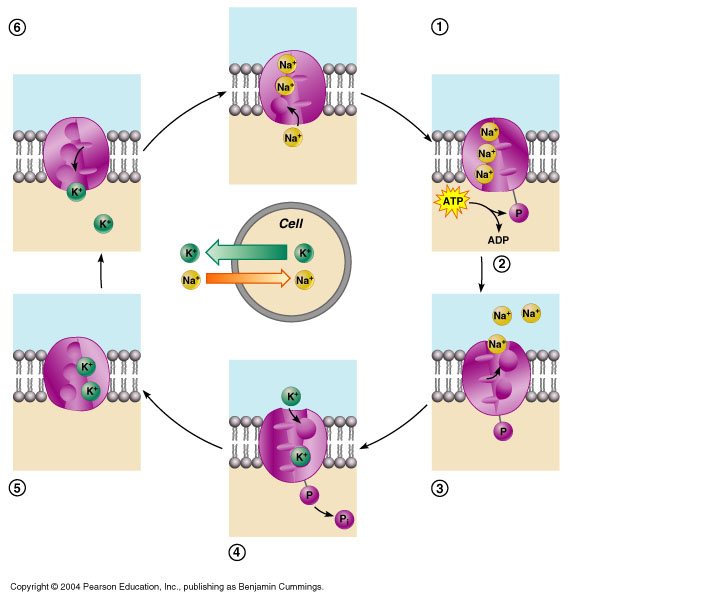 ⑥
①
Na⁺
Na⁺
Na⁺
Na⁺
Na⁺
Na⁺
ATP
P
ADP
②
K⁺
K⁺
Cell
K⁺ K⁺
Na⁺ Na⁺
Na⁺ Na⁺
Na⁺
P
③
K⁺
K⁺
P
Pi
④
K⁺
K⁺
⑤
Copyright © 2004 Pearson Education, Inc., publishing as Benjamin Cummings.